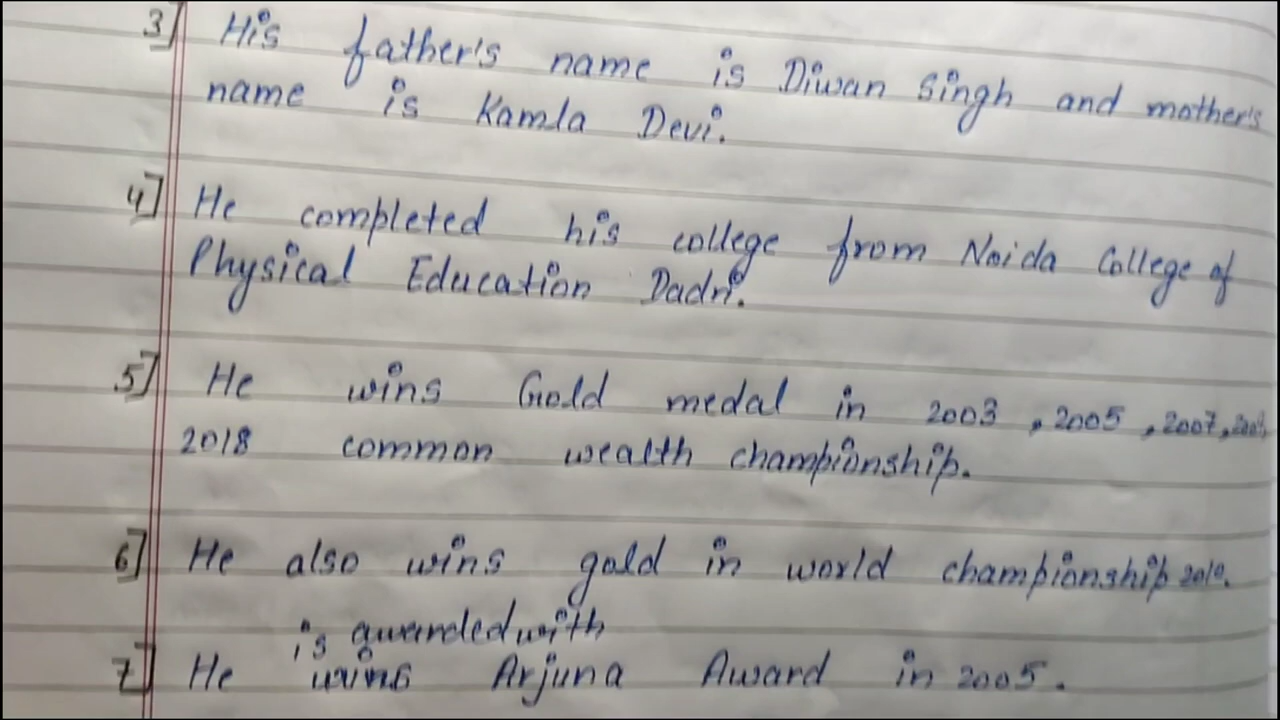 3] His father's name is Diwan Singh and mother's
name is Kamla Devi.
4] He completed his college from Noida College of
Physical Education Dadri.
5] He wins Gold medal in 2003, 2005, 2007,
2018 common wealth championship.
6] He also wins gold in world championship 2010.
is awarded with
7] He wins Arjuna Award in 2005.